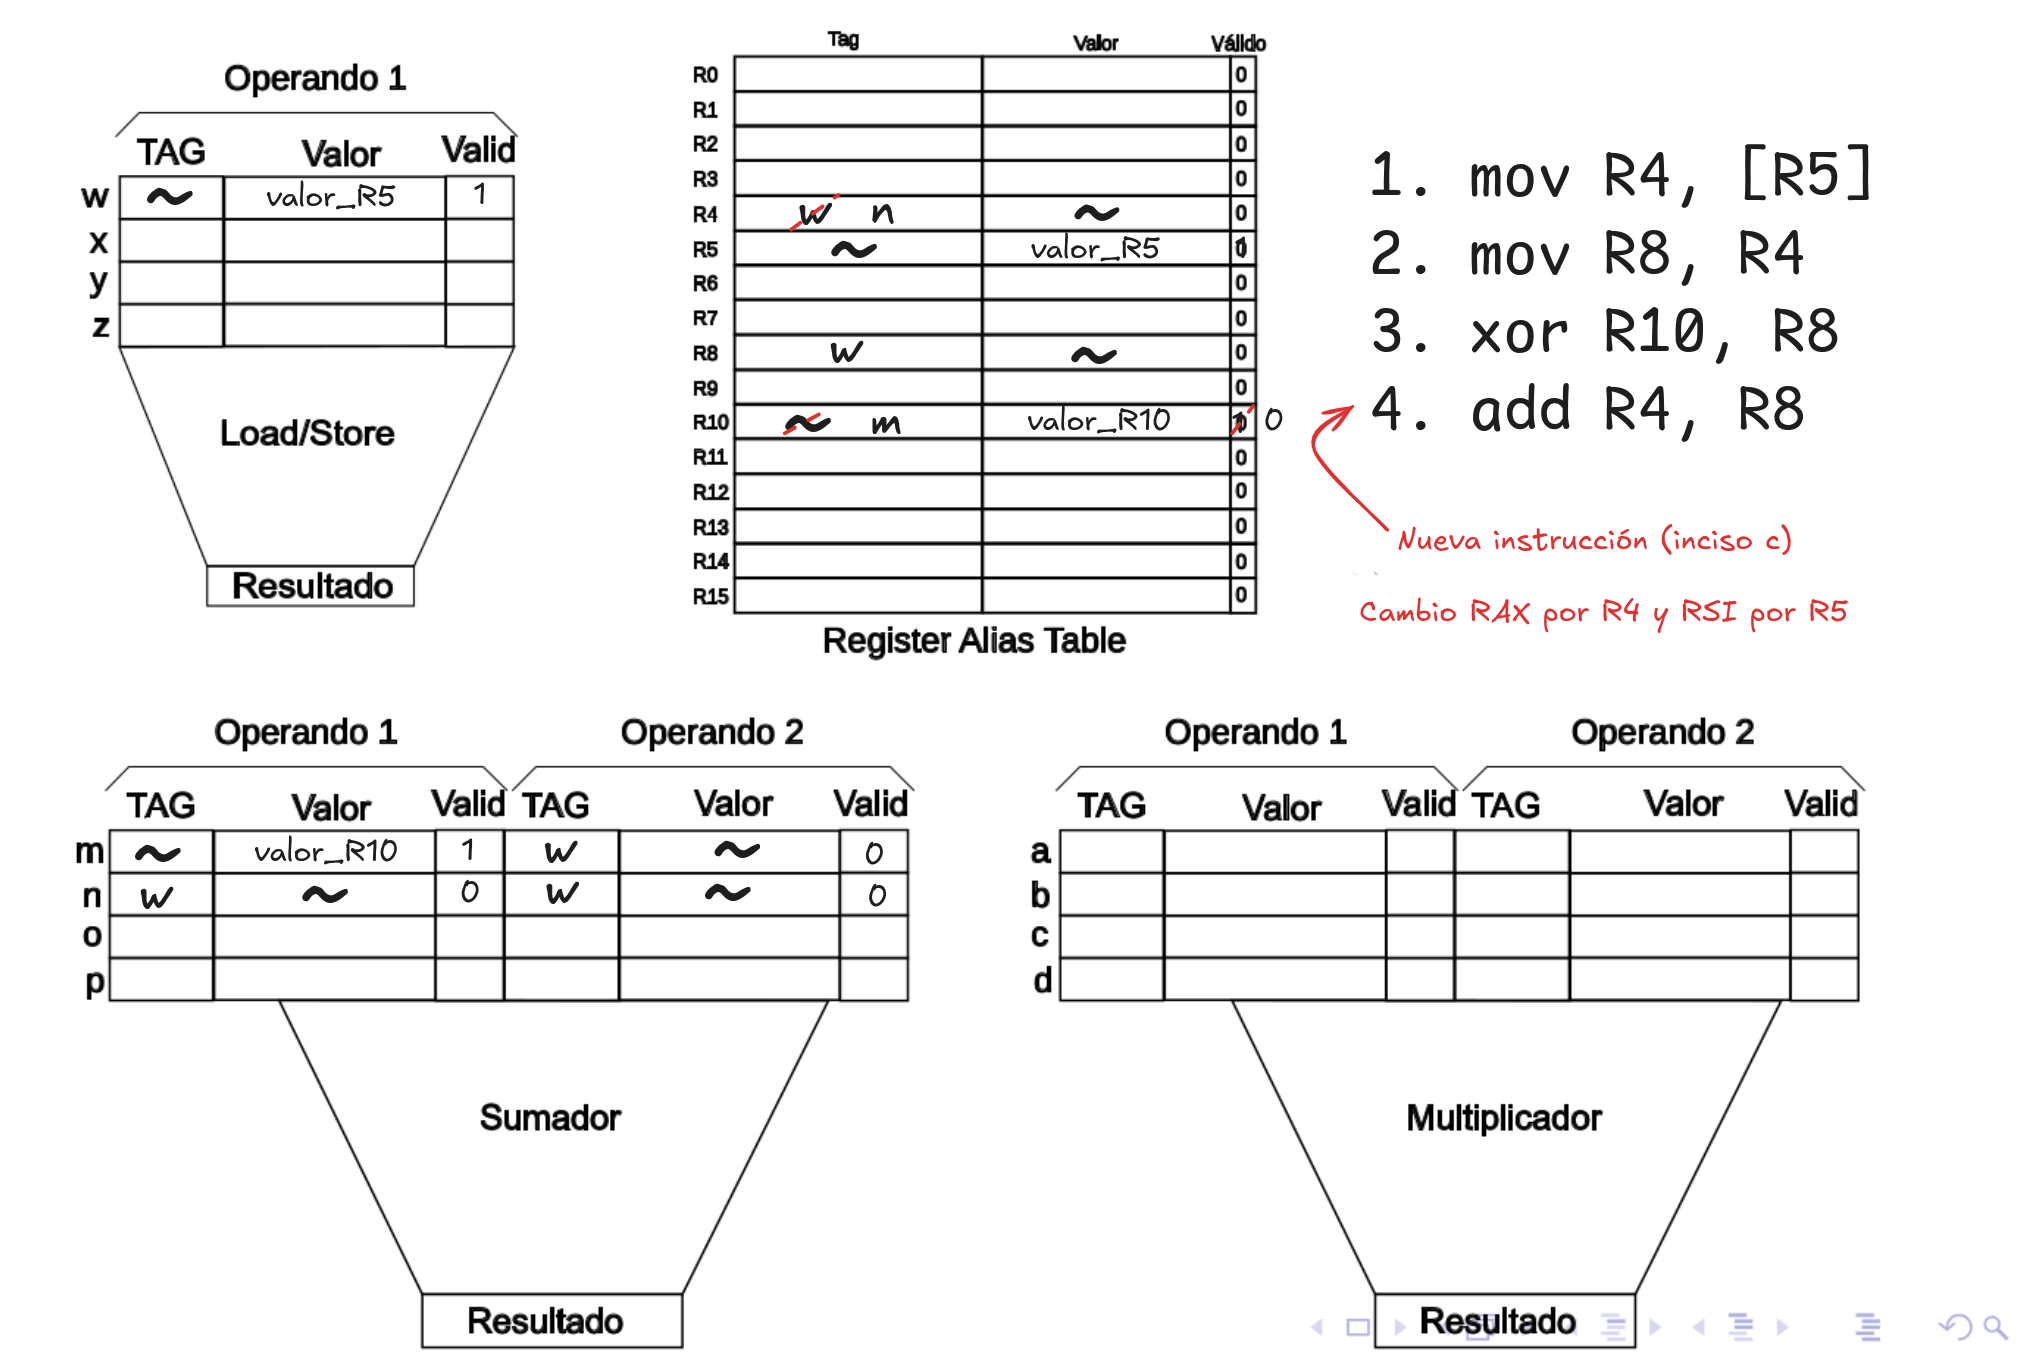 Operando 1
TAG Valor Valid
w ~ valor_R5 1
x
y
z
Load/Store
Resultado
Tag Valor Válido
R0 0
R1 0
R2 0
R3 0
R4 w n ~ 0
R5 ~ valor_R5 1
R6 0
R7 0
R8 w ~ 0
R9 0
R10 ~ m valor_R10 1 0
R11 0
R12 0
R13 0
R14 0
R15 0
Register Alias Table
1. mov R4, [R5]
2. mov R8, R4
3. xor R10, R8
4. add R4, R8
Nueva instrucción (inciso c)
Cambio RAX por R4 y RSI por R5
Operando 1 Operando 2
TAG Valor Valid TAG Valor Valid
m ~ valor_R10 1 w ~ 0
n w ~ 0 w ~ 0
o
p
Sumador
Resultado
Operando 1 Operando 2
TAG Valor Valid TAG Valor Valid
a
b
c
d
Multiplicador
Resultado